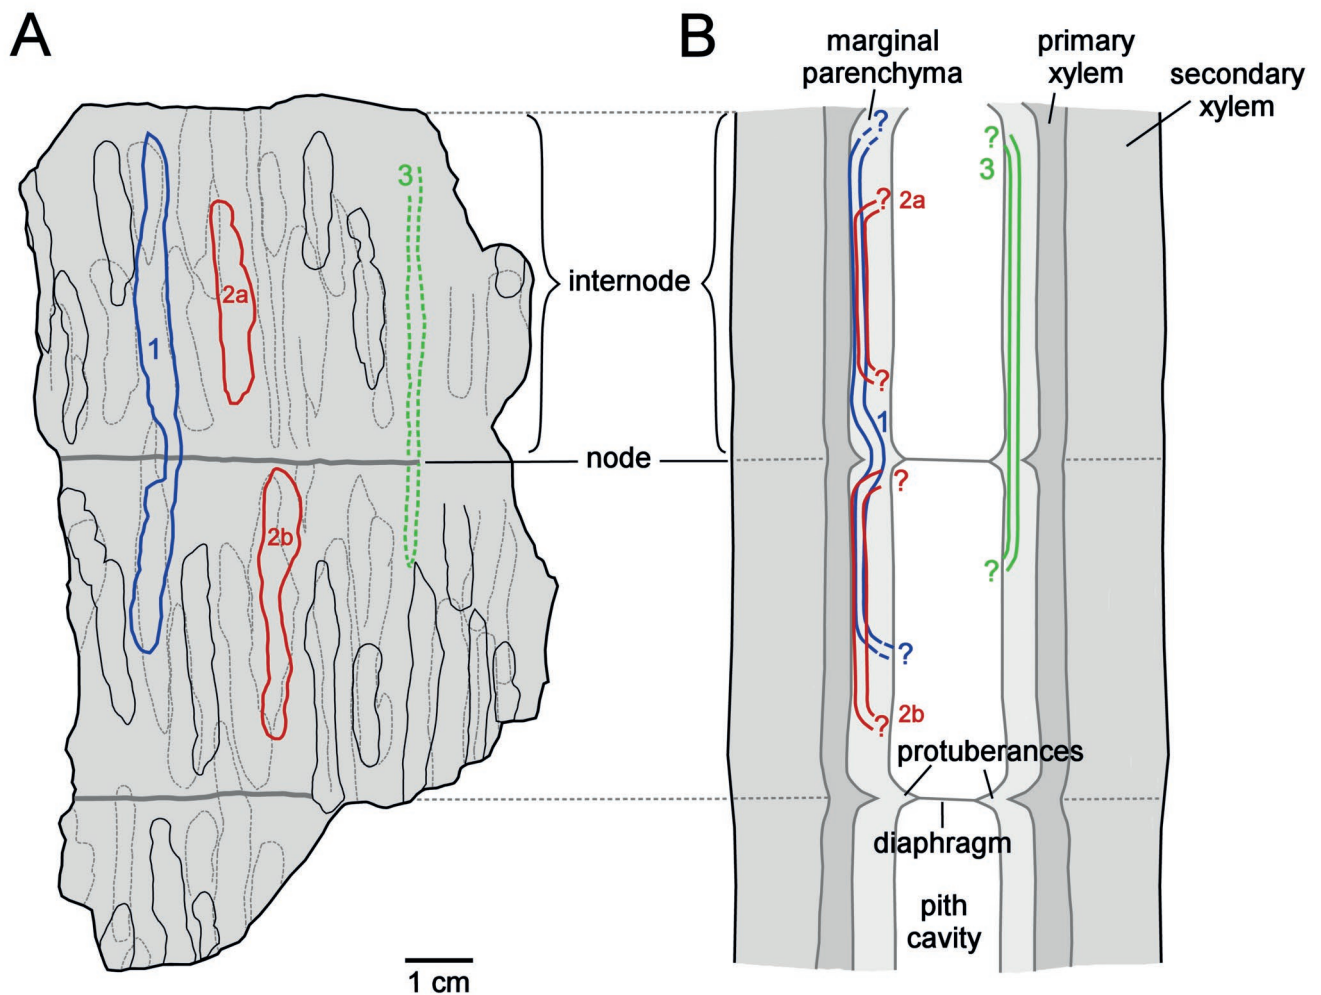 A
B
marginal
parenchyma
primary
xylem
secondary
xylem
?
?
3
3
? 2a
2a
internode
1
?
1
node
?
2b
?
?
? 2b
protuberances
diaphragm
pith
cavity
1 cm